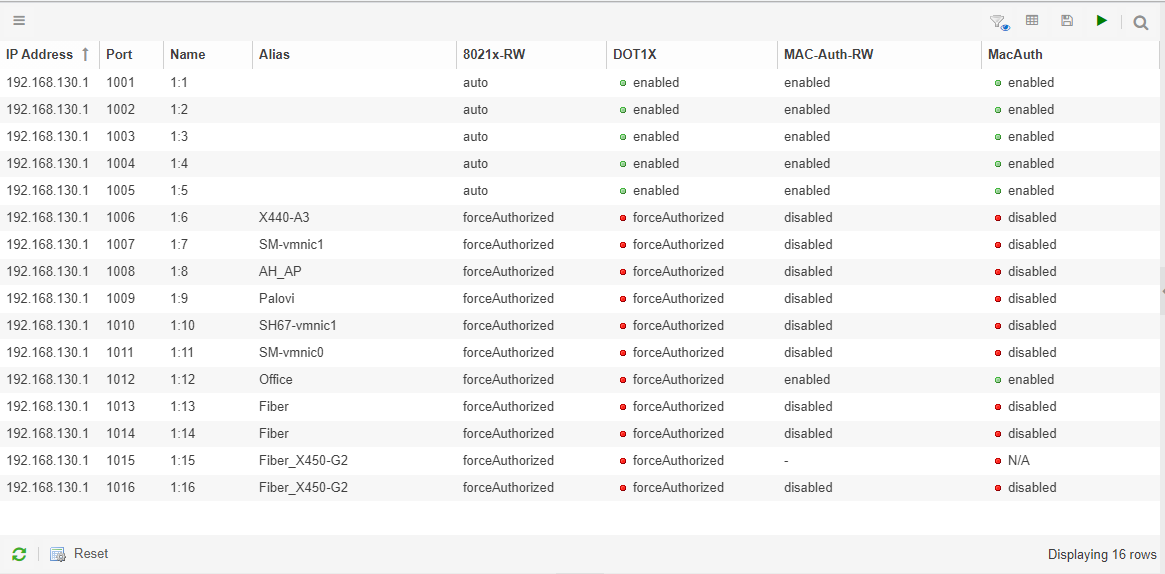 IP Address Port Name Alias 8021x-RW DOT1X MAC-Auth-RW MacAuth
192.168.130.1 1001 1:1 auto enabled enabled enabled
192.168.130.1 1002 1:2 auto enabled enabled enabled
192.168.130.1 1003 1:3 auto enabled enabled enabled
192.168.130.1 1004 1:4 auto enabled enabled enabled
192.168.130.1 1005 1:5 auto enabled enabled enabled
192.168.130.1 1006 1:6 X440-A3 forceAuthorized forceAuthorized disabled disabled
192.168.130.1 1007 1:7 SM-vmnic1 forceAuthorized forceAuthorized disabled disabled
192.168.130.1 1008 1:8 AH_AP forceAuthorized forceAuthorized disabled disabled
192.168.130.1 1009 1:9 Palovi forceAuthorized forceAuthorized disabled disabled
192.168.130.1 1010 1:10 SH67-vmnic1 forceAuthorized forceAuthorized disabled disabled
192.168.130.1 1011 1:11 SM-vmnic0 forceAuthorized forceAuthorized disabled disabled
192.168.130.1 1012 1:12 Office forceAuthorized forceAuthorized enabled enabled
192.168.130.1 1013 1:13 Fiber forceAuthorized forceAuthorized disabled disabled
192.168.130.1 1014 1:14 Fiber forceAuthorized forceAuthorized disabled disabled
192.168.130.1 1015 1:15 Fiber_X450-G2 forceAuthorized forceAuthorized - N/A
192.168.130.1 1016 1:16 Fiber_X450-G2 forceAuthorized forceAuthorized disabled disabled
Reset Displaying 16 rows